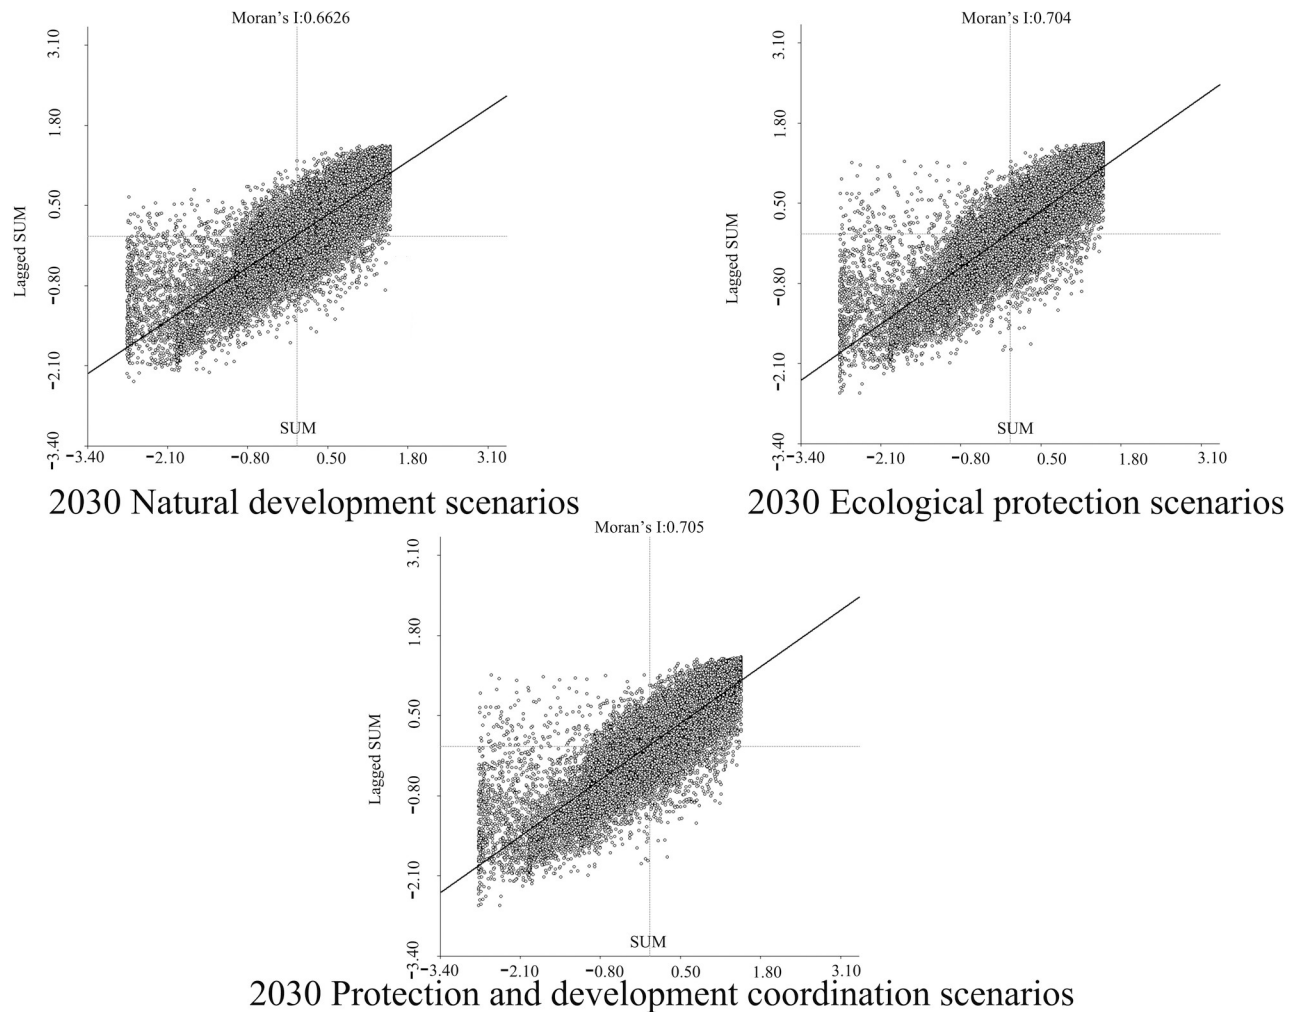 Moran's I:0.6626
3.10
1.80
0.50
−0.80
−2.10
−3.40
Lagged SUM
SUM
−3.40 −2.10 −0.80 0.50 1.80 3.10
2030 Natural development scenarios
Moran's I:0.704
3.10
1.80
0.50
−0.80
−2.10
−3.40
Lagged SUM
SUM
−3.40 −2.10 −0.80 0.50 1.80 3.10
2030 Ecological protection scenarios
Moran's I:0.705
3.10
1.80
0.50
−0.80
−2.10
−3.40
Lagged SUM
SUM
−3.40 −2.10 −0.80 0.50 1.80 3.10
2030 Protection and development coordination scenarios